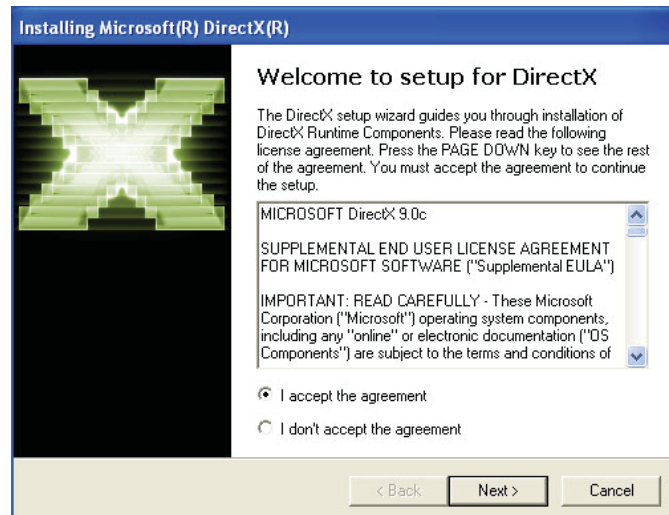 Installing Microsoft(R) DirectX(R)
Welcome to setup for DirectX
The DirectX setup wizard guides you through installation of
DirectX Runtime Components. Please read the following
license agreement. Press the PAGE DOWN key to see the rest
of the agreement. You must accept the agreement to continue
the setup.
MICROSOFT DirectX 9.0c
SUPPLEMENTAL END USER LICENSE AGREEMENT
FOR MICROSOFT SOFTWARE ("Supplemental EULA")
IMPORTANT: READ CAREFULLY - These Microsoft
Corporation ("Microsoft") operating system components,
including any "online" or electronic documentation ("OS
Components") are subject to the terms and conditions of
I accept the agreement
I don't accept the agreement
< Back Next > Cancel